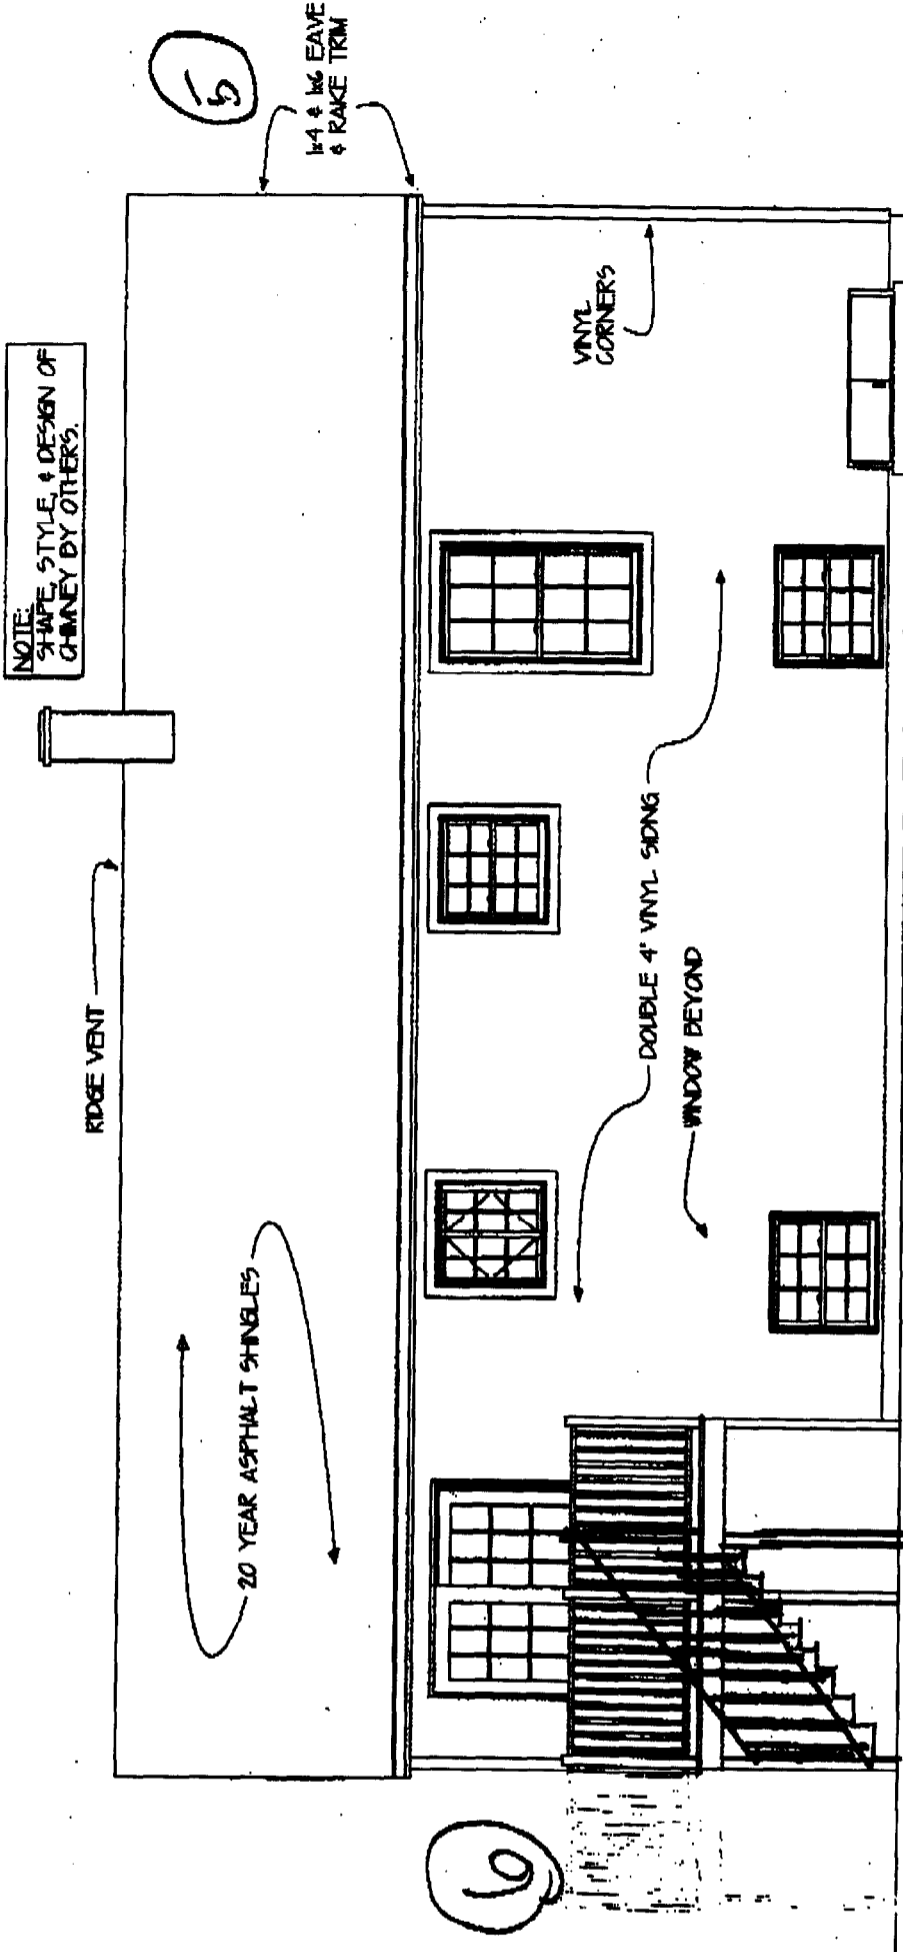 NOTE:
SHAPE, STYLE, & DESIGN OF
CHIMNEY BY OTHERS.
5
1x4 & 1x6 EAVE
& RAKE TRIM
RIDGE VENT
20 YEAR ASPHALT SHINGLES
VINYL
CORNERS
DOUBLE 4" VINYL SIDING
WINDOW BEYOND
6